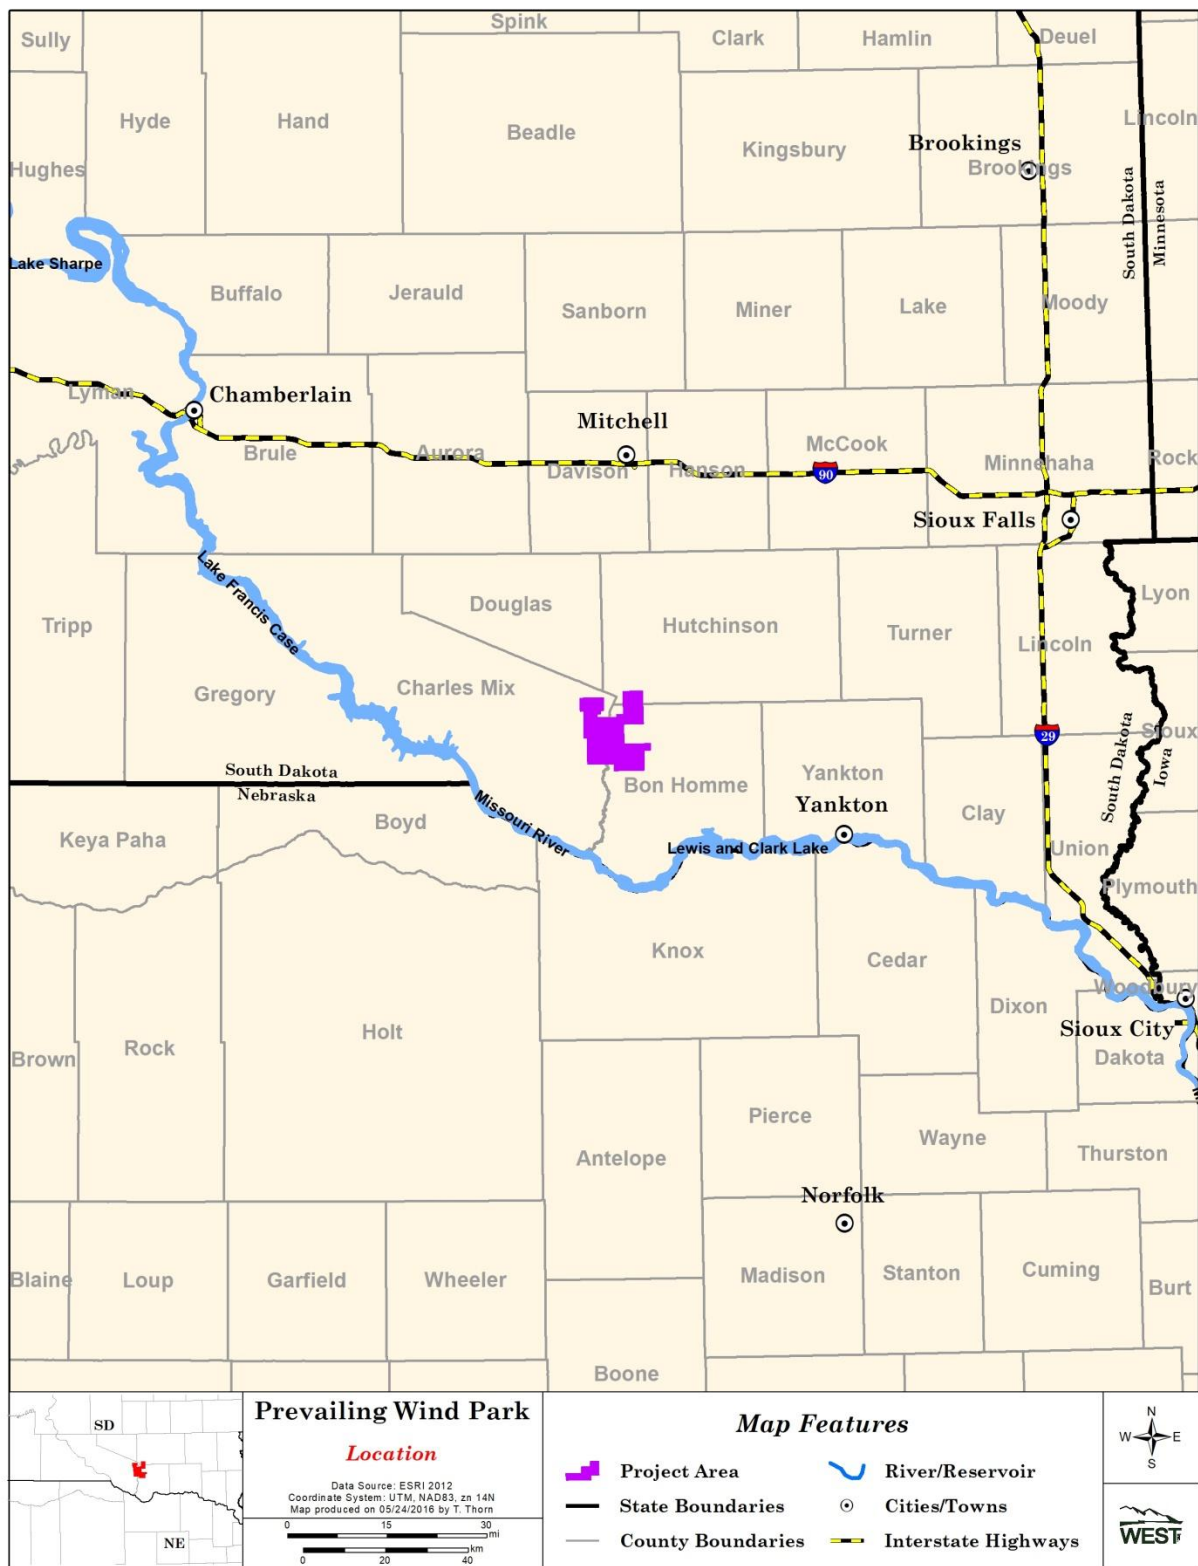 Spink
Sully
Clark
Hamlin
Deuel
Hyde
Hand
Beadle
Kingsbury
Brookings
Brookings
Lincoln
Hughes
South Dakota
Minnesota
Lake Sharpe
Buffalo
Jerauld
Sanborn
Miner
Lake
Moody
Lyman
Chamberlain
Mitchell
Brule
Aurora
Davison
Hanson
McCook
90
Minnehaha
Rock
Sioux Falls
Lake Francis Case
Tripp
Douglas
Hutchinson
Turner
Lincoln
Lyon
Gregory
Charles Mix
29
Sioux
South Dakota
Iowa
South Dakota
Nebraska
Bon Homme
Yankton
Yankton
Clay
Union
Plymouth
Keya Paha
Boyd
Missouri River
Lewis and Clark Lake
Knox
Cedar
Dixon
Woodbury
Sioux City
Dakota
Brown
Rock
Holt
Pierce
Wayne
Thurston
Antelope
Norfolk
Blaine
Loup
Garfield
Wheeler
Madison
Stanton
Cuming
Burt
Boone
SD
NE
Prevailing Wind Park
Location
Data Source: ESRI 2012
Coordinate System: UTM, NAD83, zn 14N
Map produced on 05/24/2016 by T. Thorn
0 15 30
mi
km
0 20 40
Map Features
Project Area
State Boundaries
County Boundaries
River/Reservoir
Cities/Towns
Interstate Highways
N
W E
S
WEST